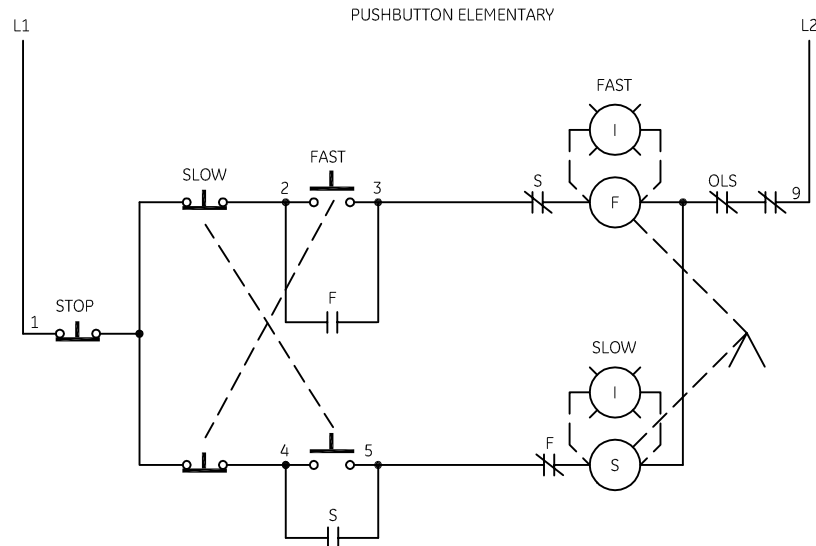 PUSHBUTTON ELEMENTARY
L1
L2
FAST
I
SLOW
FAST
2
3
S
F
OLS
9
F
STOP
1
SLOW
I
4
5
F
S
S